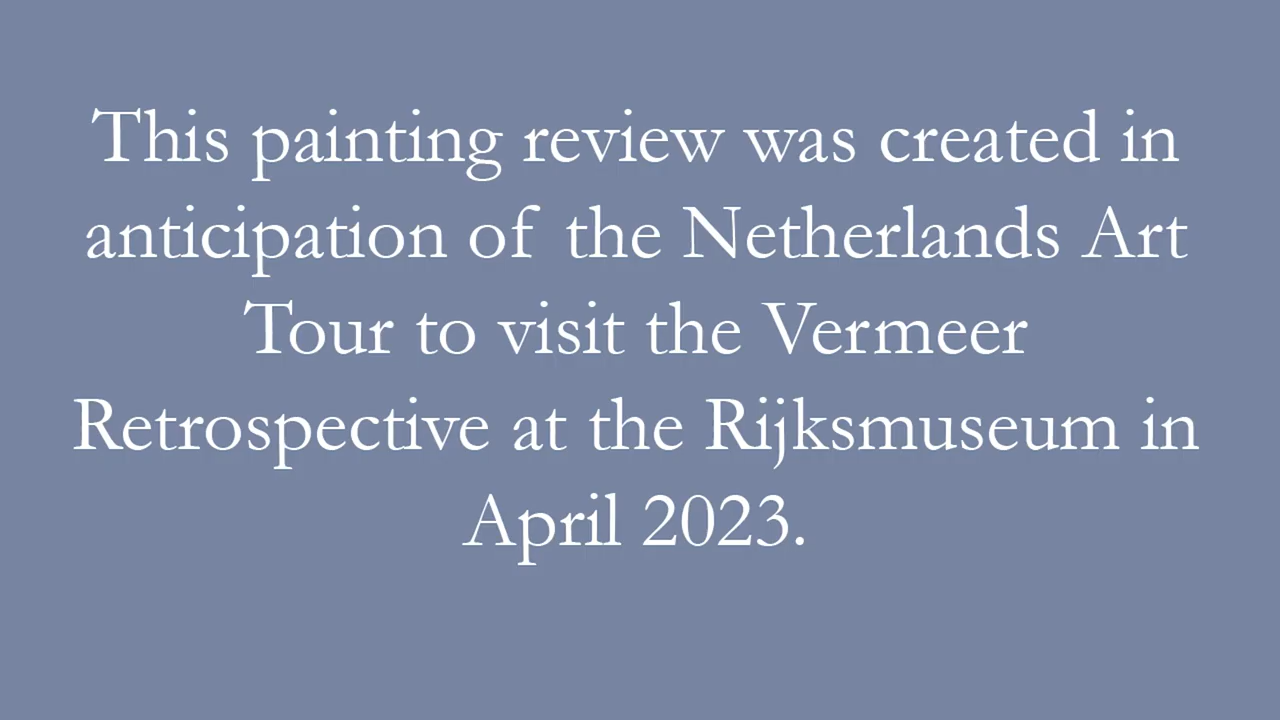 This painting review was created in
anticipation of the Netherlands Art
Tour to visit the Vermeer
Retrospective at the Rijksmuseum in
April 2023.